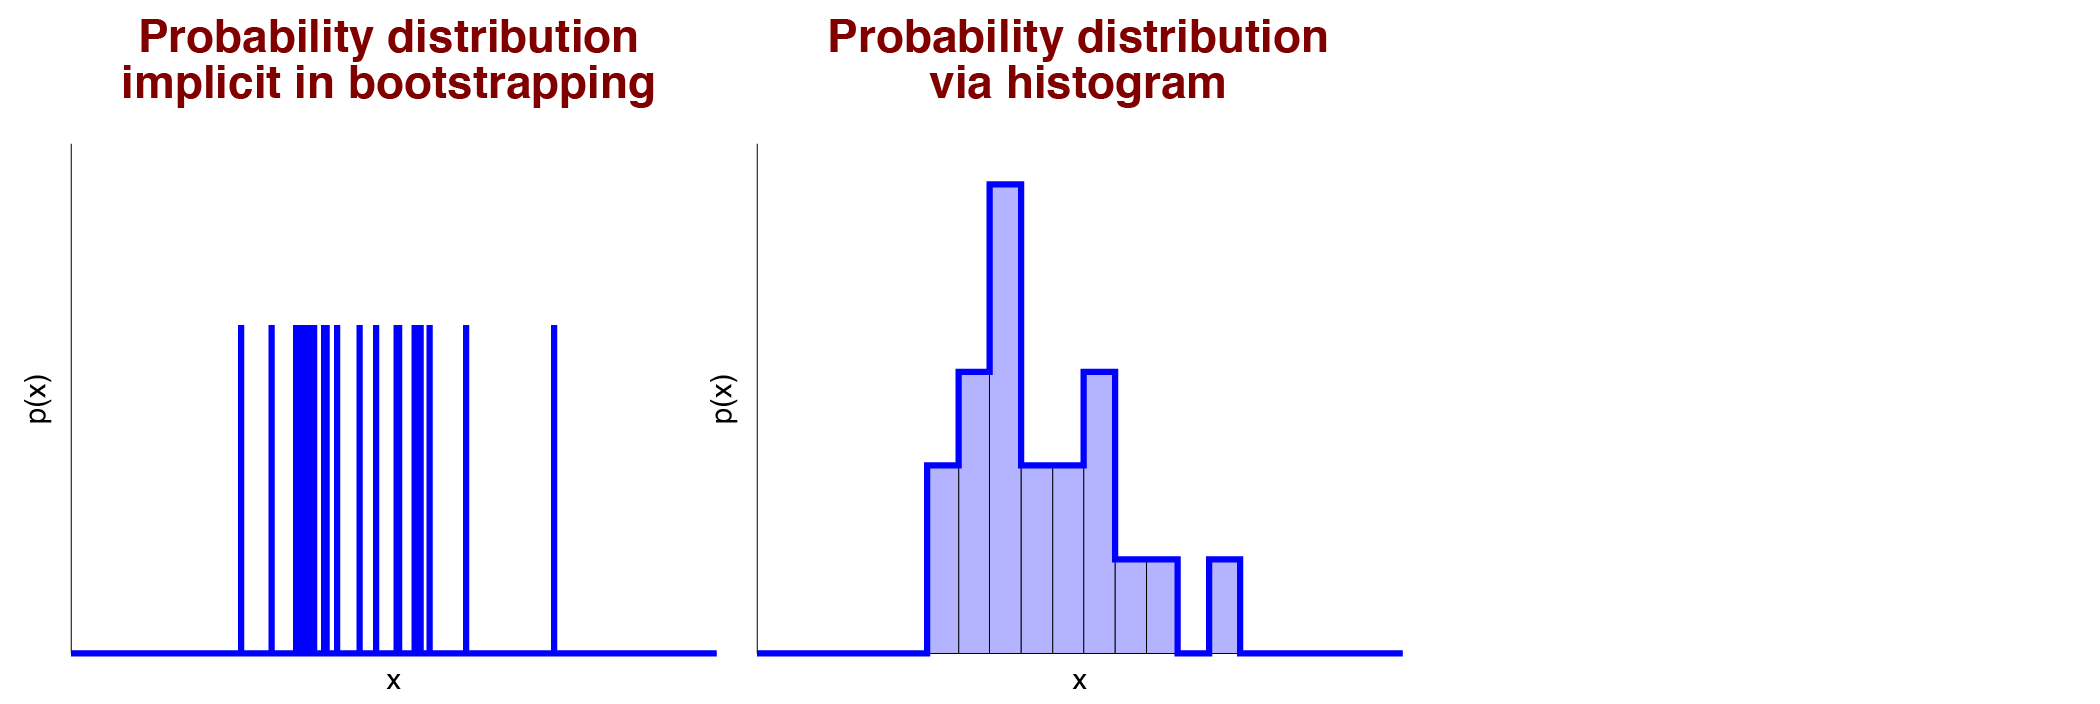 Probability distribution
implicit in bootstrapping
p(x)
x
Probability distribution
via histogram
p(x)
x